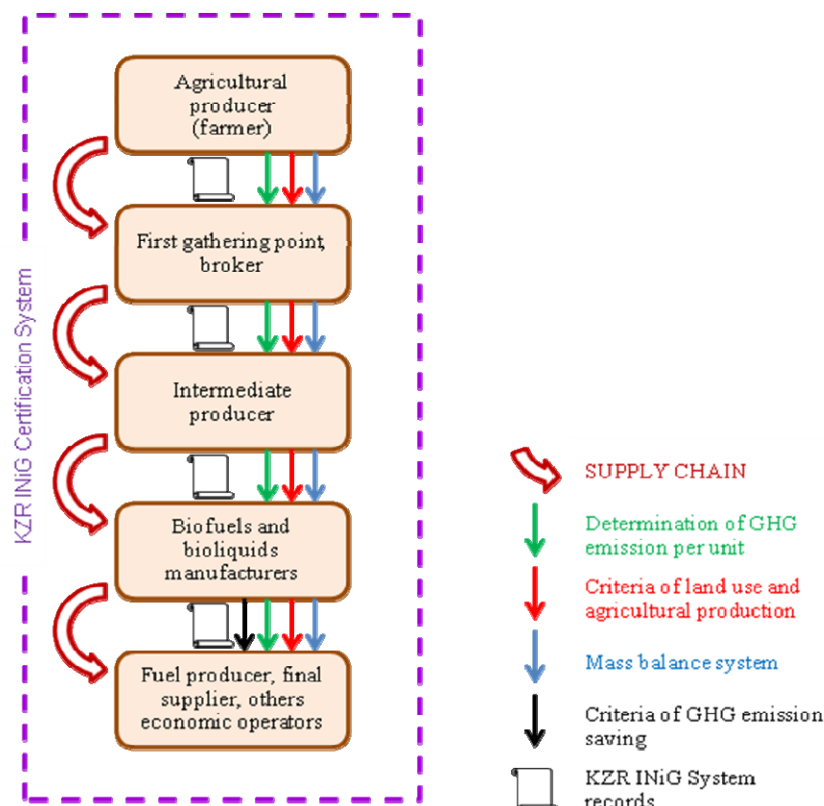 Agricultural
producer
(farmer)
First gathering point,
broker
Intermediate
producer
Biofuels and
bioliquids
manufacturers
Fuel producer, final
supplier, others
economic operators
KZR INiG Certification System
SUPPLY CHAIN
Determination of GHG
emission per unit
Criteria of land use and
agricultural production
Mass balance system
Criteria of GHG emission
saving
KZR INiG System
records